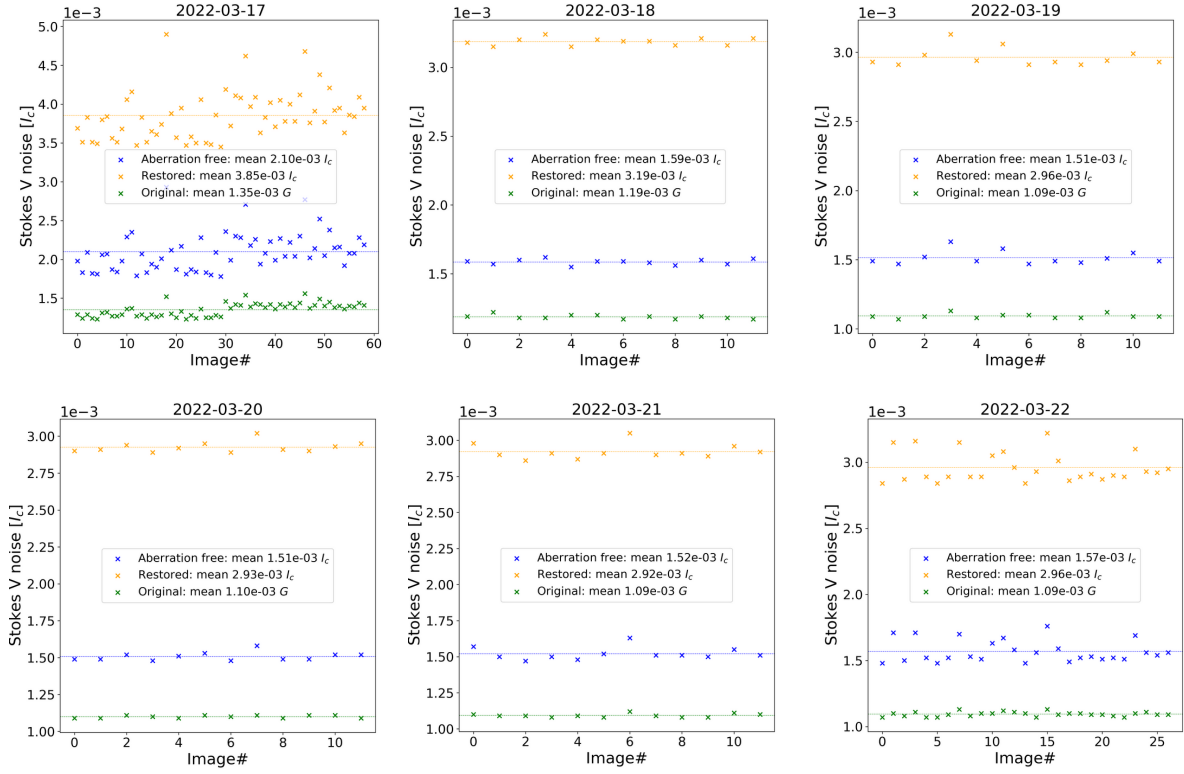 1e−3
2022-03-17
5.0
4.5
4.0
3.5
3.0
2.5
2.0
1.5
Stokes V noise [I_c]
Aberration free: mean 2.10e-03 I_c
Restored: mean 3.85e-03 I_c
Original: mean 1.35e-03 G
0 10 20 30 40 50 60
Image#
1e−3
2022-03-18
3.0
2.5
2.0
1.5
Stokes V noise [I_c]
Aberration free: mean 1.59e-03 I_c
Restored: mean 3.19e-03 I_c
Original: mean 1.19e-03 G
0 2 4 6 8 10
Image#
1e−3
2022-03-19
3.0
2.5
2.0
1.5
1.0
Stokes V noise [I_c]
Aberration free: mean 1.51e-03 I_c
Restored: mean 2.96e-03 I_c
Original: mean 1.09e-03 G
0 2 4 6 8 10
Image#
1e−3
2022-03-20
3.00
2.75
2.50
2.25
2.00
1.75
1.50
1.25
1.00
Stokes V noise [I_c]
Aberration free: mean 1.51e-03 I_c
Restored: mean 2.93e-03 I_c
Original: mean 1.10e-03 G
0 2 4 6 8 10
Image#
1e−3
2022-03-21
3.00
2.75
2.50
2.25
2.00
1.75
1.50
1.25
1.00
Stokes V noise [I_c]
Aberration free: mean 1.52e-03 I_c
Restored: mean 2.92e-03 I_c
Original: mean 1.09e-03 G
0 2 4 6 8 10
Image#
1e−3
2022-03-22
3.0
2.5
2.0
1.5
1.0
Stokes V noise [I_c]
Aberration free: mean 1.57e-03 I_c
Restored: mean 2.96e-03 I_c
Original: mean 1.09e-03 G
0 5 10 15 20 25
Image#